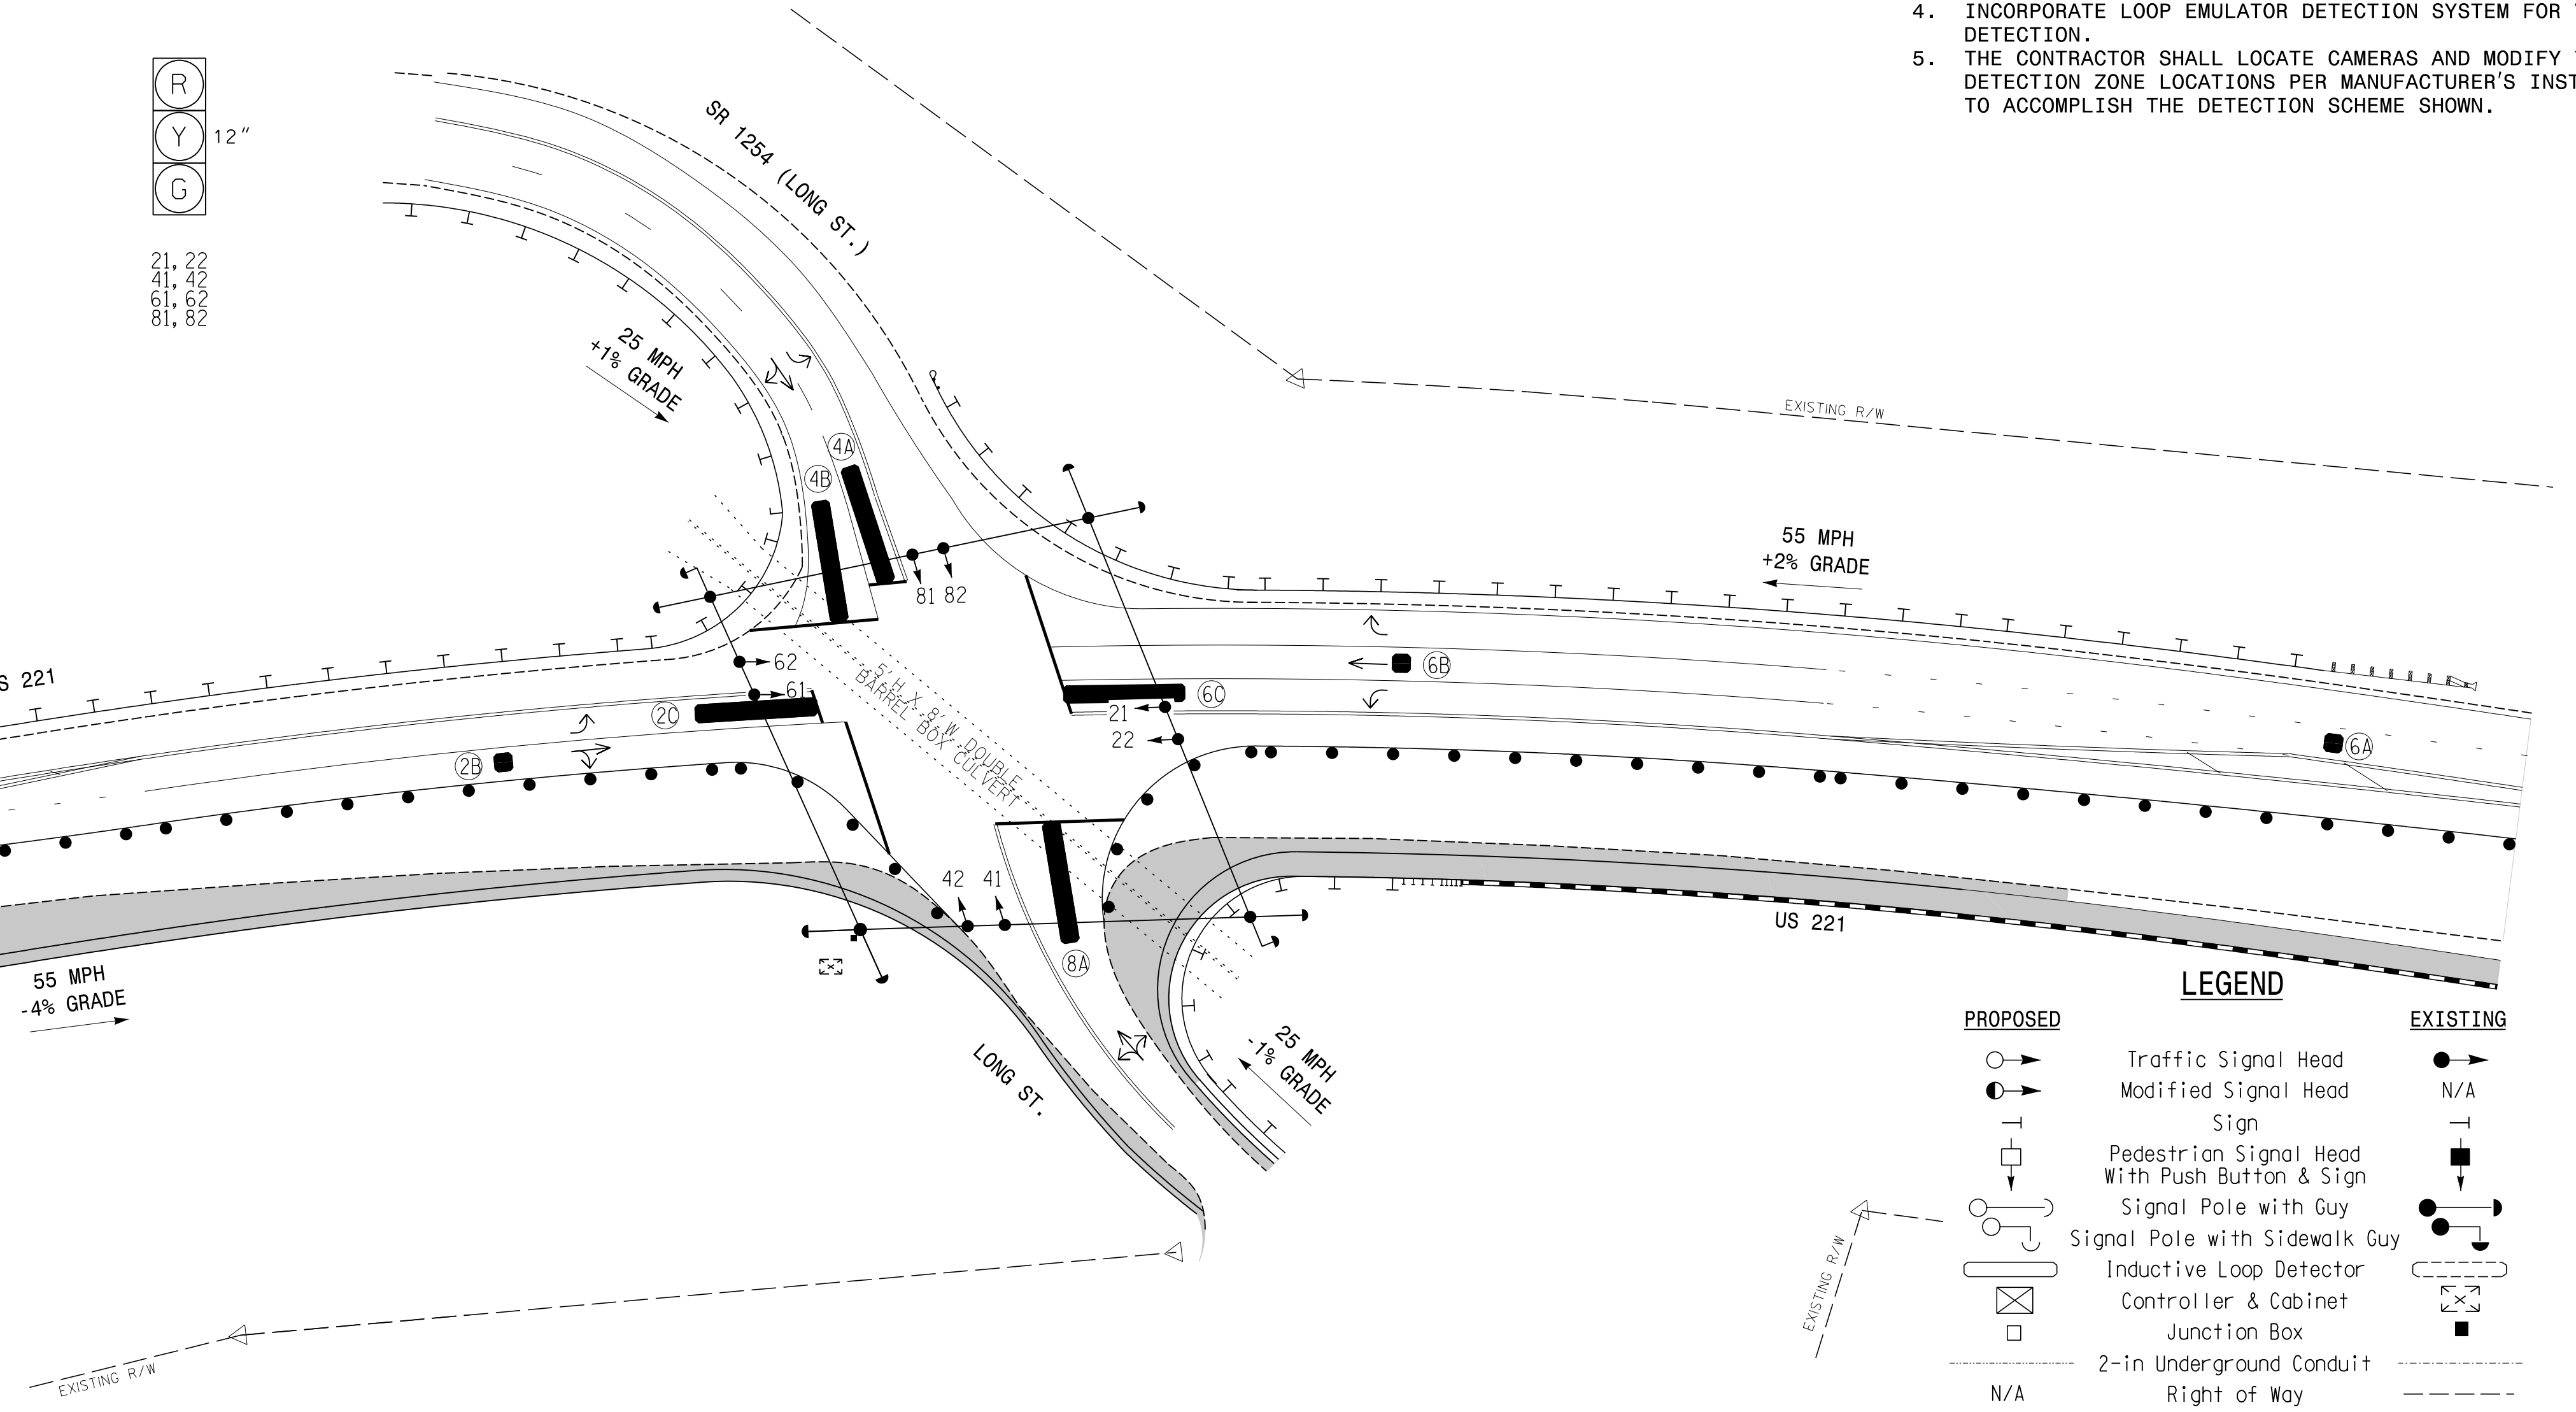 4. INCORPORATE LOOP EMULATOR DETECTION SYSTEM FOR
DETECTION.
5. THE CONTRACTOR SHALL LOCATE CAMERAS AND MODIFY
DETECTION ZONE LOCATIONS PER MANUFACTURER'S INST
TO ACCOMPLISH THE DETECTION SCHEME SHOWN.
R
Y
G
12"
21, 22
41, 42
61, 62
81, 82
SR 1254 (LONG ST.)
25 MPH
+1% GRADE
4A
4B
EXISTING R/W
55 MPH
+2% GRADE
81 82
62
61
S 221
2C
2B
5' H X 8' W DOUBLE
BARREL BOX CULVERT
6B
6C
21
22
6A
42 41
8A
US 221
55 MPH
-4% GRADE
LONG ST.
25 MPH
-1% GRADE
EXISTING R/W
EXISTING R/W
LEGEND
PROPOSED EXISTING
Traffic Signal Head
Modified Signal Head N/A
Sign
Pedestrian Signal Head
With Push Button & Sign
Signal Pole with Guy
Signal Pole with Sidewalk Guy
Inductive Loop Detector
Controller & Cabinet
Junction Box
2-in Underground Conduit
N/A Right of Way